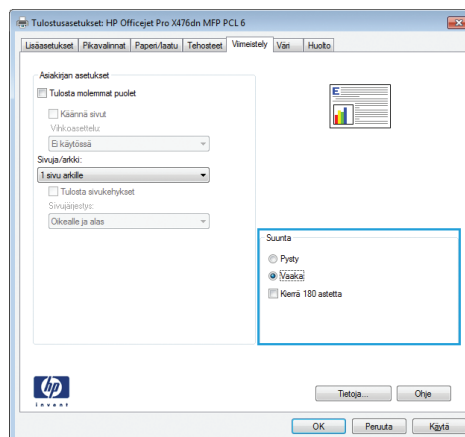 Tulostusasetukset: HP Officejet Pro X476dn MFP PCL 6
Lisäasetukset Pikavalinnat Paperi/laatu Tehosteet Viimeistely Väri Huolto
Asiakirjan asetukset
Tulosta molemmat puolet
Käännä sivut
Vihkoasettelu:
Ei käytössä
Sivuja/arkki:
1 sivu arkille
Tulosta sivukehykset
Sivujärjestys:
Oikealle ja alas
E
Suunta
Pysty
Vaaka
Kierrä 180 astetta
hp
invent
Tietoja... Ohje
OK Peruuta Käytä